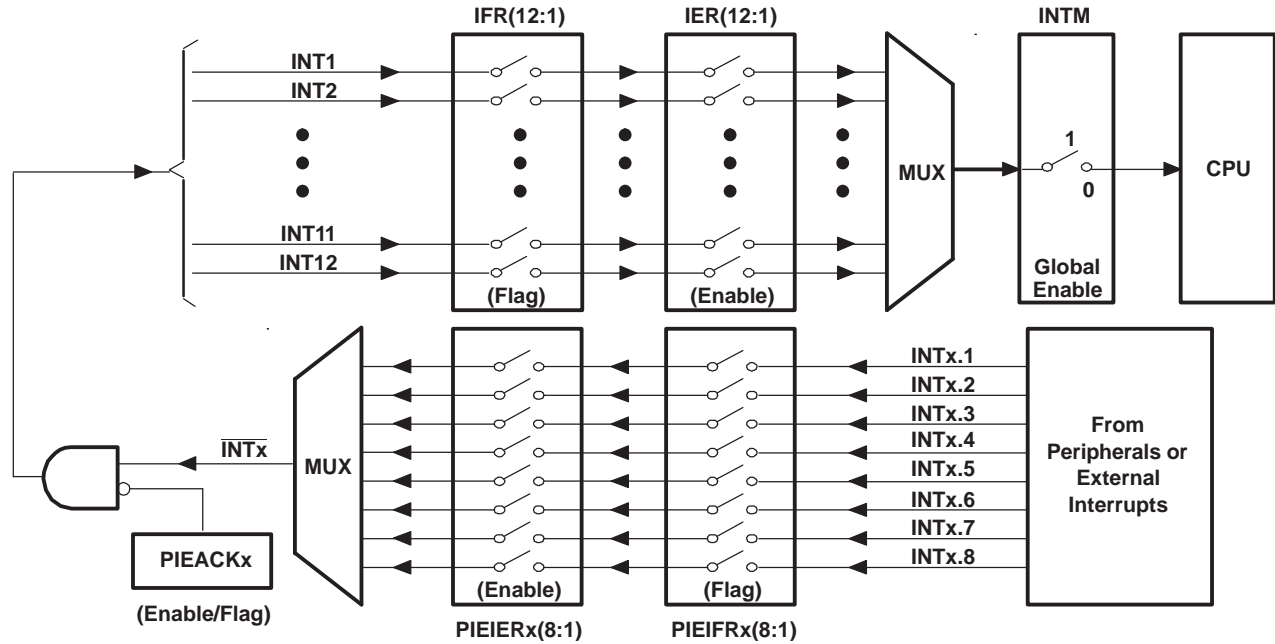 IFR(12:1)
IER(12:1)
INTM
INT1
INT2
1
MUX
CPU
0
INT11
INT12
(Flag)
(Enable)
Global
Enable
INTx.1
INTx.2
INTx.3
INTx.4
INTx.5
INTx.6
INTx.7
INTx.8
From
Peripherals or
External
Interrupts
INTx
MUX
PIEACKx
(Enable/Flag)
(Enable)
(Flag)
PIEIERx(8:1)
PIEIFRx(8:1)